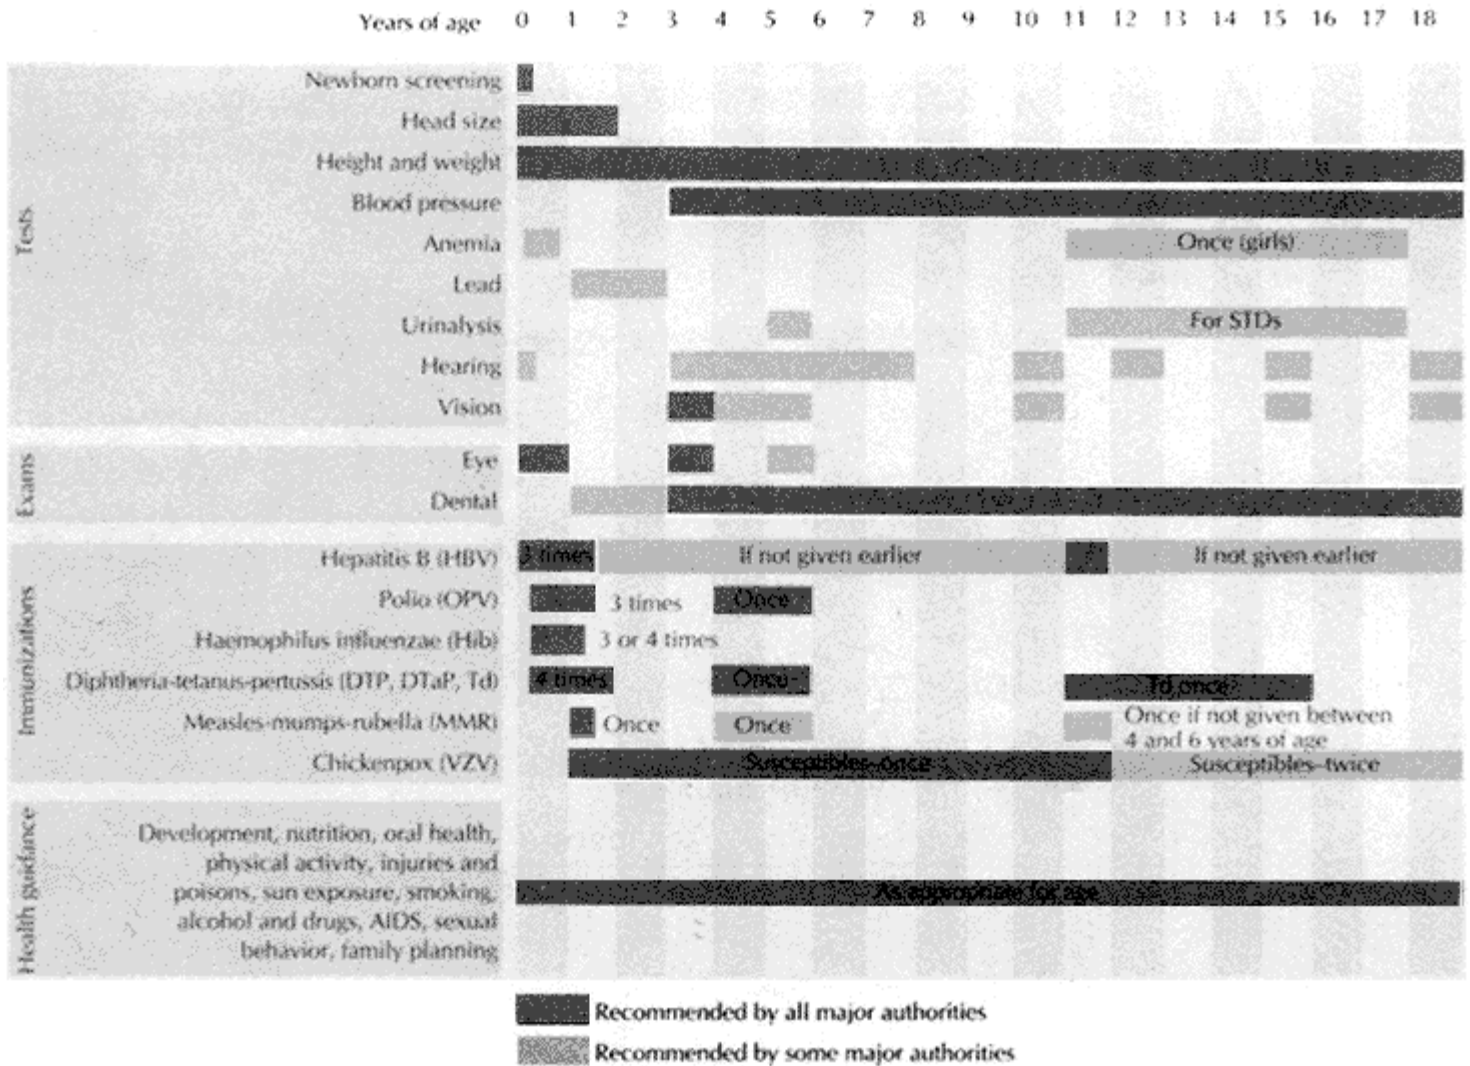 Years of age 0 1 2 3 4 5 6 7 8 9 10 11 12 13 14 15 16 17 18
Tests
Newborn screening
Head size
Height and weight
Blood pressure
Anemia Once (girls)
Lead
Urinalysis For STDs
Hearing
Vision
Exams
Eye
Dental
Immunizations
Hepatitis B (HBV) 3 times If not given earlier If not given earlier
Polio (OPV) 3 times Once
Haemophilus influenzae (Hib) 3 or 4 times
Diphtheria-tetanus-pertussis (DTP, DTaP, Td) 4 times Once Td once
Measles-mumps-rubella (MMR) Once Once Once if not given between
4 and 6 years of age
Chickenpox (VZV) Susceptibles–once Susceptibles–twice
Health guidance
Development, nutrition, oral health,
physical activity, injuries and
poisons, sun exposure, smoking, As appropriate for age
alcohol and drugs, AIDS, sexual
behavior, family planning
Recommended by all major authorities
Recommended by some major authorities